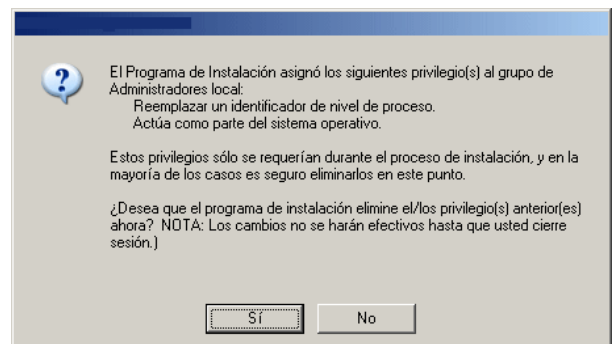 El Programa de Instalación asignó los siguientes privilegio(s) al grupo de
Administradores local:
Reemplazar un identificador de nivel de proceso.
Actúa como parte del sistema operativo.
Estos privilegios sólo se requerían durante el proceso de instalación, y en la
mayoría de los casos es seguro eliminarlos en este punto.
¿Desea que el programa de instalación elimine el/los privilegio(s) anterior(es)
ahora? NOTA: Los cambios no se harán efectivos hasta que usted cierre
sesión.)
Sí
No